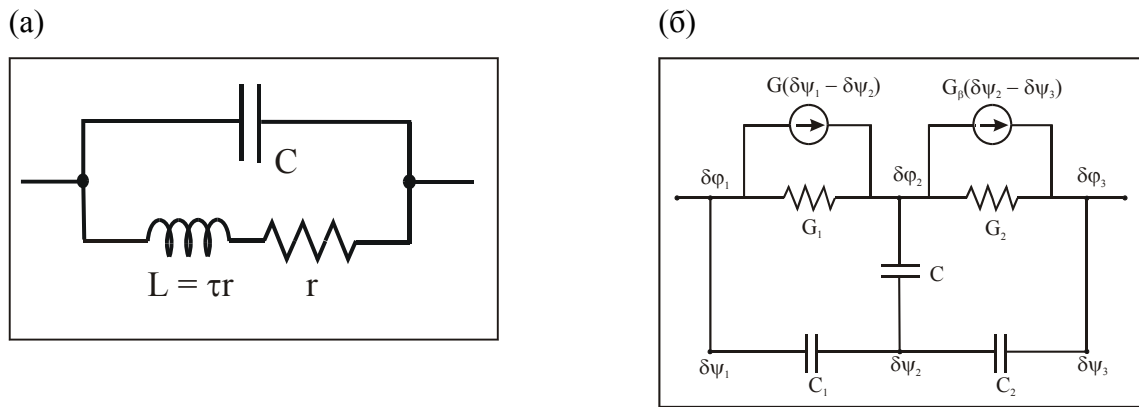 (а)
(б)
C
L = τr
r
G(δψ₁ − δψ₂)
G_β(δψ₂ − δψ₃)
δφ₁
δφ₂
δφ₃
G₁
G₂
C
δψ₁
δψ₂
δψ₃
C₁
C₂